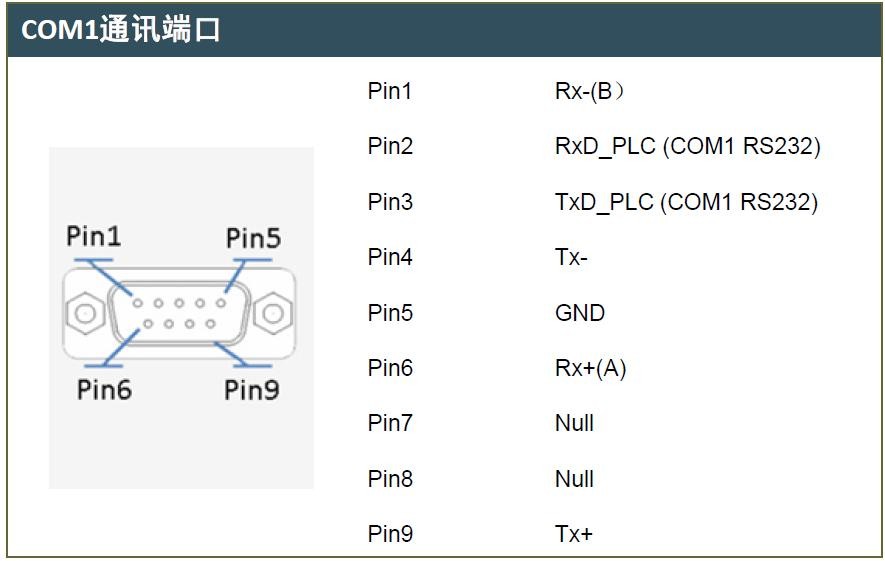 COM1通讯端口
Pin1 Rx-(B）
Pin2 RxD_PLC (COM1 RS232)
Pin3 TxD_PLC (COM1 RS232)
Pin4 Tx-
Pin5 GND
Pin6 Rx+(A)
Pin7 Null
Pin8 Null
Pin9 Tx+
Pin1 Pin5
Pin6 Pin9